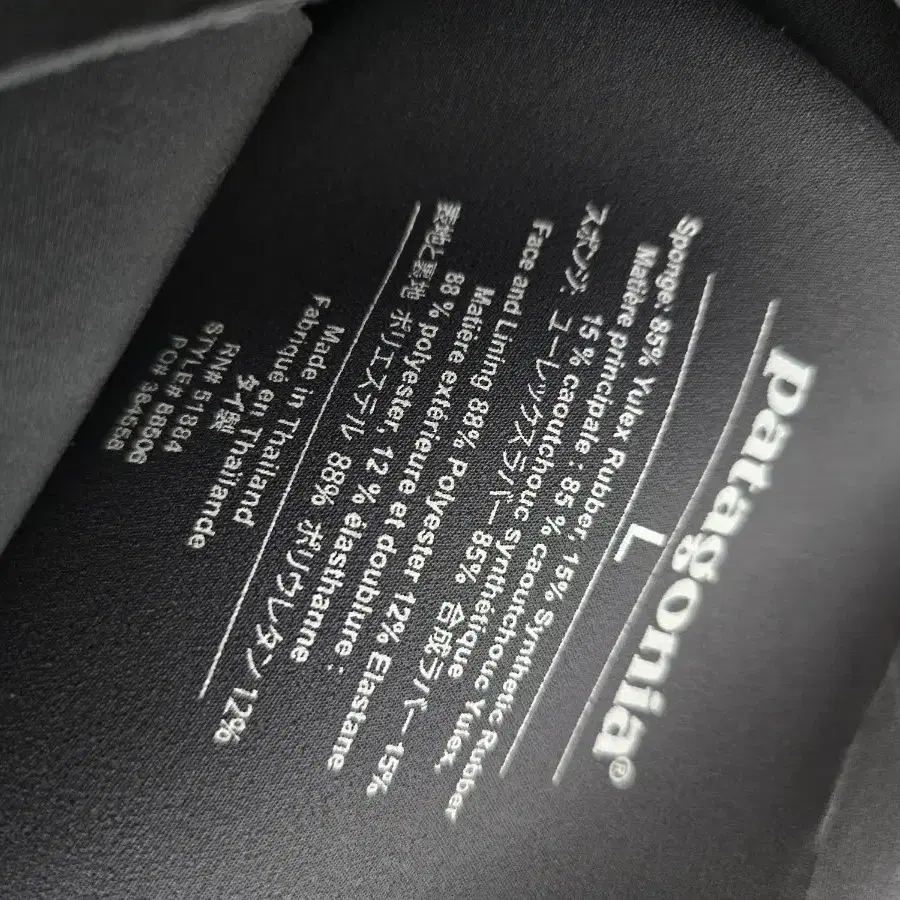 patagonia®
L
Sponge: 85% Yulex Rubber, 15% Synthetic Rubber
Matière principale : 85 % caoutchouc Yulex,
15 % caoutchouc synthétique
スポンジ: ユーレックスラバー 85% 合成ラバー 15%
Face and Lining 88% Polyester 12% Elastane
Matière extérieure et doublure :
88 % polyester, 12 % élasthanne
表地と裏地 ポリエステル 88% ポリウレタン 12%
Made in Thailand
Fabriqué en Thaïlande
タイ製
RN# 51884
STYLE# 88506
PO# 384568